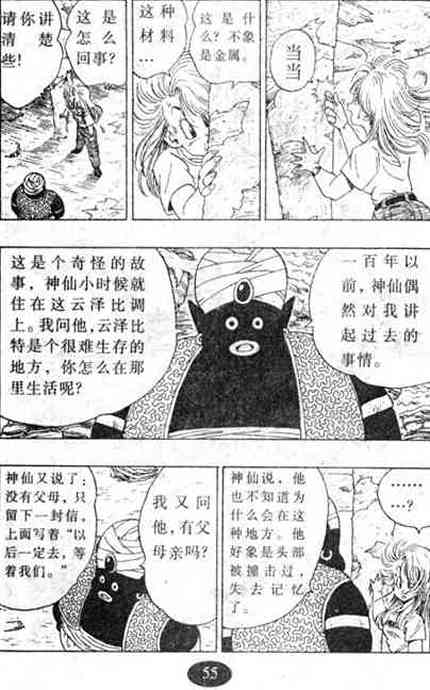 当当
这是什
么？不象
是金属。
这种
材料
…
这是
怎么
回事？
请你讲
清楚
些！
一百年以
前，神仙偶
然对我讲
起过去的
事情。
这是个奇怪的故
事，神仙小时候就
住在这云泽比调
上。我问他，云泽比
特是个很难生存的
地方，你怎么在那
里生活呢？
……
…？
神仙说，他
也不知道为
什么会在这
种地方。他
好象是头部
被撞击过，
失去记忆
了。
我又问
他，有父
母亲吗？
神仙又说了：
没有父母，只
留下一封信。
上面写着“以
后一定去，等
着我们。”
55